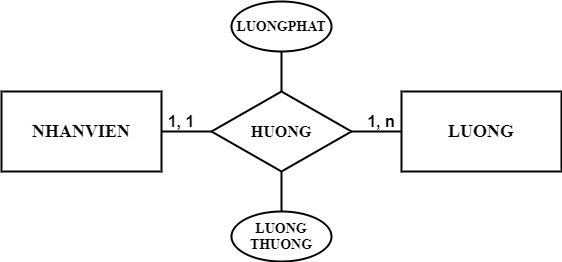 LUONGPHAT
NHANVIEN
1, 1
HUONG
1, n
LUONG
LUONG
THUONG